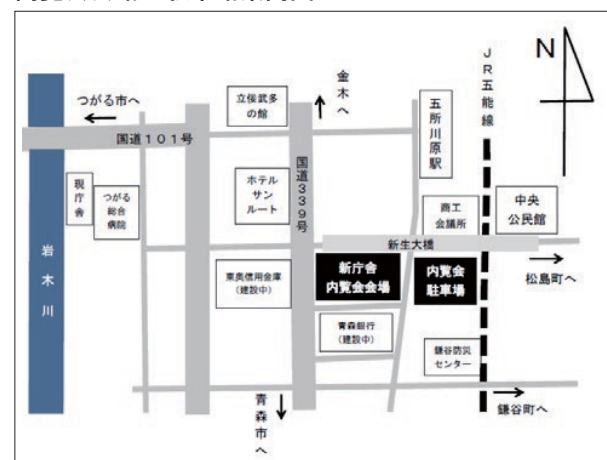 つがる市へ
国道101号
立佞武多
の館
金木へ
五所川原駅
JR五能線
N
現庁舎
つがる
総合
病院
ホテル
サン
ルート
国道339号
商工
会議所
中央
公民館
新生大橋
岩木川
東奥信用金庫
(建設中)
新庁舎
内覧会会場
内覧会
駐車場
松島町へ
青森銀行
(建設中)
鎌谷防災
センター
青森市へ
鎌谷町へ